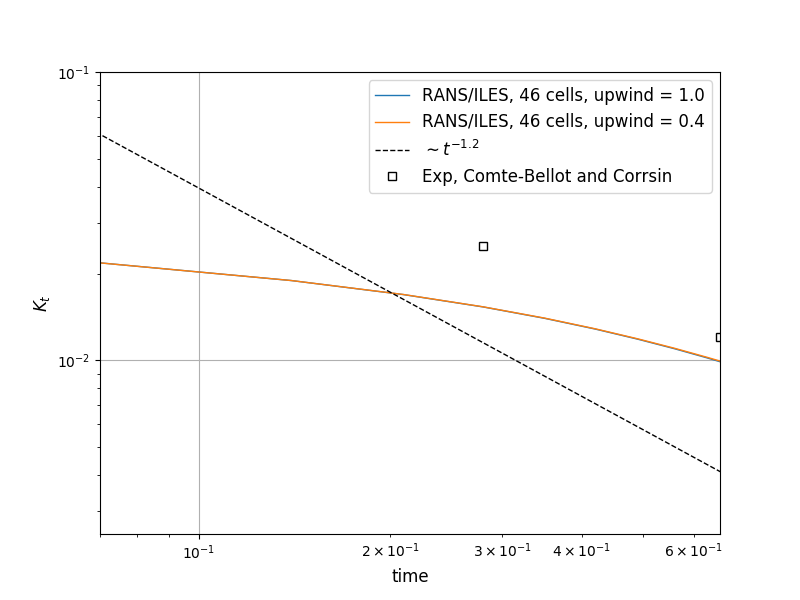 10⁻¹
RANS/ILES, 46 cells, upwind = 1.0
RANS/ILES, 46 cells, upwind = 0.4
~ t⁻¹·²
Exp, Comte-Bellot and Corrsin
Kₜ
10⁻²
10⁻¹
2 × 10⁻¹
3 × 10⁻¹
4 × 10⁻¹
6 × 10⁻¹
time